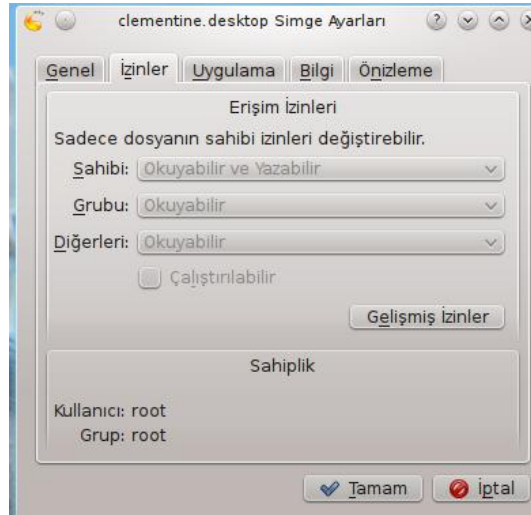 clementine.desktop Simge Ayarları
Genel İzinler Uygulama Bilgi Önizleme
Erişim İzinleri
Sadece dosyanın sahibi izinleri değiştirebilir.
Sahibi: Okuyabilir ve Yazabilir
Grubu: Okuyabilir
Diğerleri: Okuyabilir
Çalıştırılabilir
Gelişmiş İzinler
Sahiplik
Kullanıcı: root
Grup: root
Tamam İptal